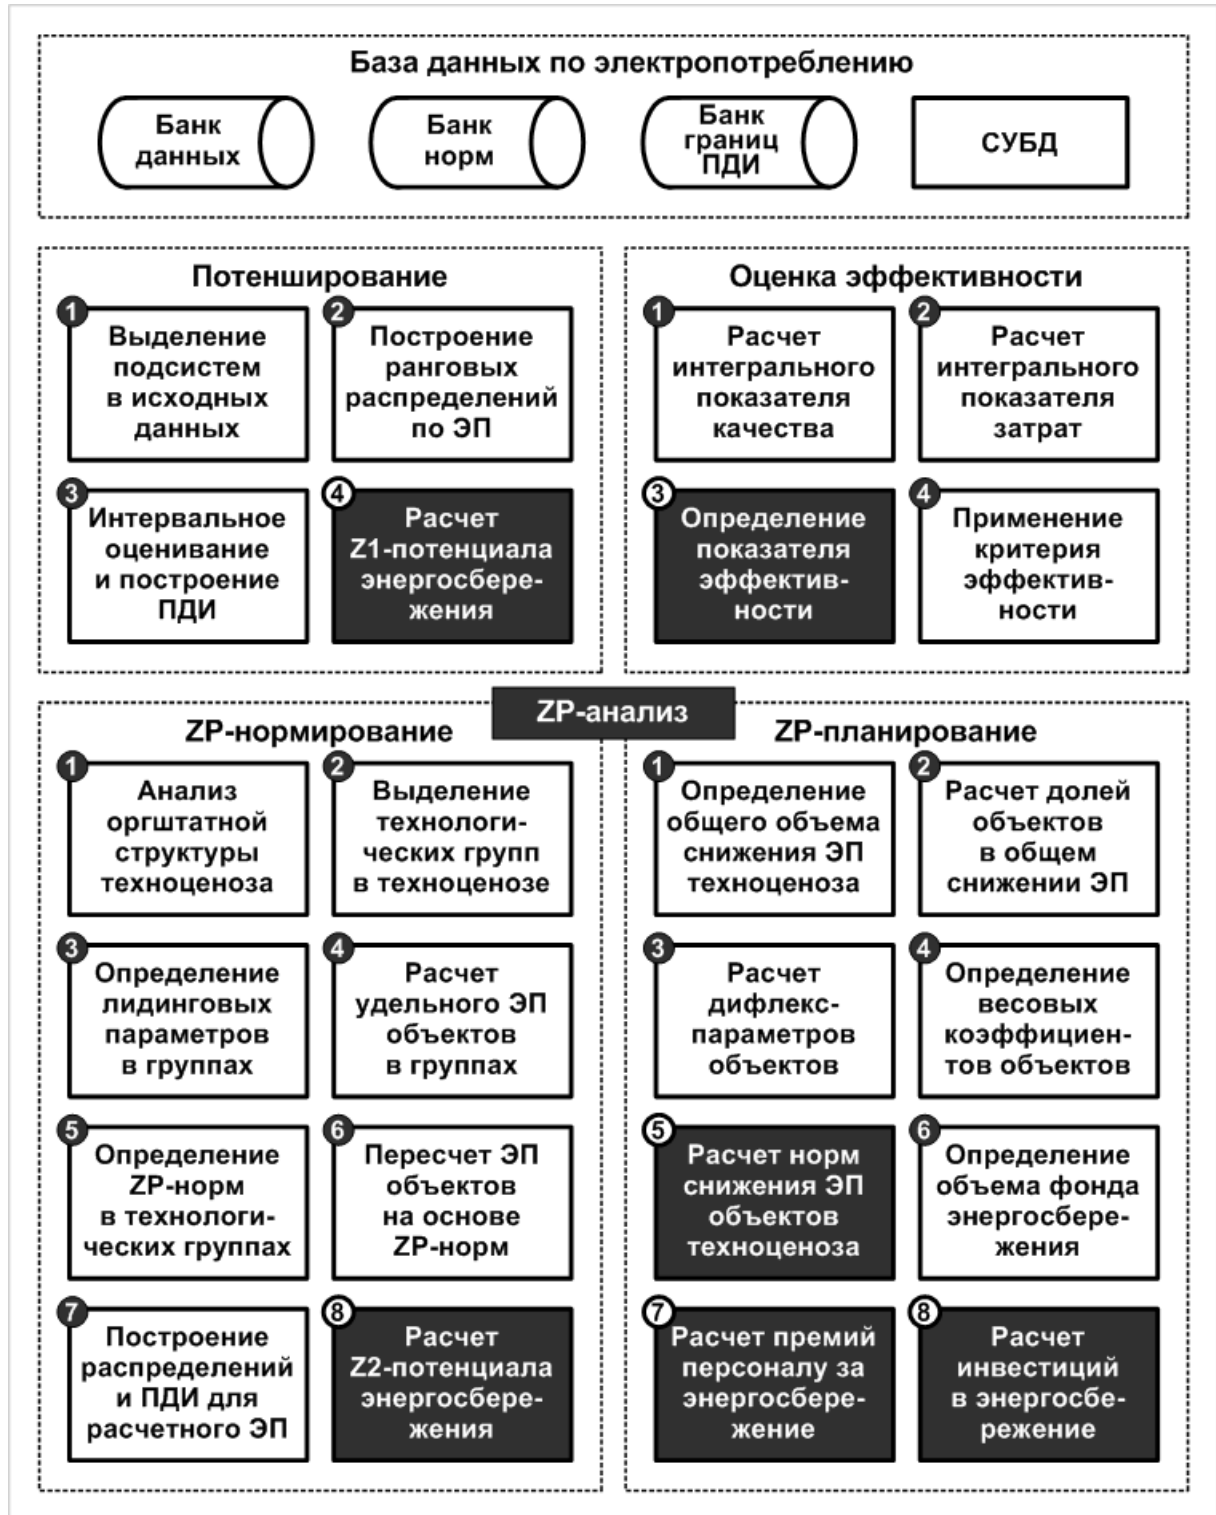 База данных по электропотреблению
Банк
данных
Банк
норм
Банк
границ
ПДИ
СУБД
Потенширование
1
Выделение
подсистем
в исходных
данных
2
Построение
ранговых
распределений
по ЭП
3
Интервальное
оценивание
и построение
ПДИ
4
Расчет
Z1-потенциала
энергосбере-
жения
Оценка эффективности
1
Расчет
интегрального
показателя
качества
2
Расчет
интегрального
показателя
затрат
3
Определение
показателя
эффектив-
ности
4
Применение
критерия
эффектив-
ности
ZP-анализ
ZP-нормирование
1
Анализ
оргштатной
структуры
техноценоза
2
Выделение
технологи-
ческих групп
в техноценозе
3
Определение
лидинговых
параметров
в группах
4
Расчет
удельного ЭП
объектов
в группах
5
Определение
ZP-норм
в технологи-
ческих группах
6
Пересчет ЭП
объектов
на основе
ZP-норм
7
Построение
распределений
и ПДИ для
расчетного ЭП
8
Расчет
Z2-потенциала
энергосбере-
жения
ZP-планирование
1
Определение
общего объема
снижения ЭП
техноценоза
2
Расчет долей
объектов
в общем
снижении ЭП
3
Расчет
дифлекс-
параметров
объектов
4
Определение
весовых
коэффициен-
тов объектов
5
Расчет норм
снижения ЭП
объектов
техноценоза
6
Определение
объема фонда
энергосбере-
жения
7
Расчет премий
персоналу за
энергосбере-
жение
8
Расчет
инвестиций
в энергосбе-
режение